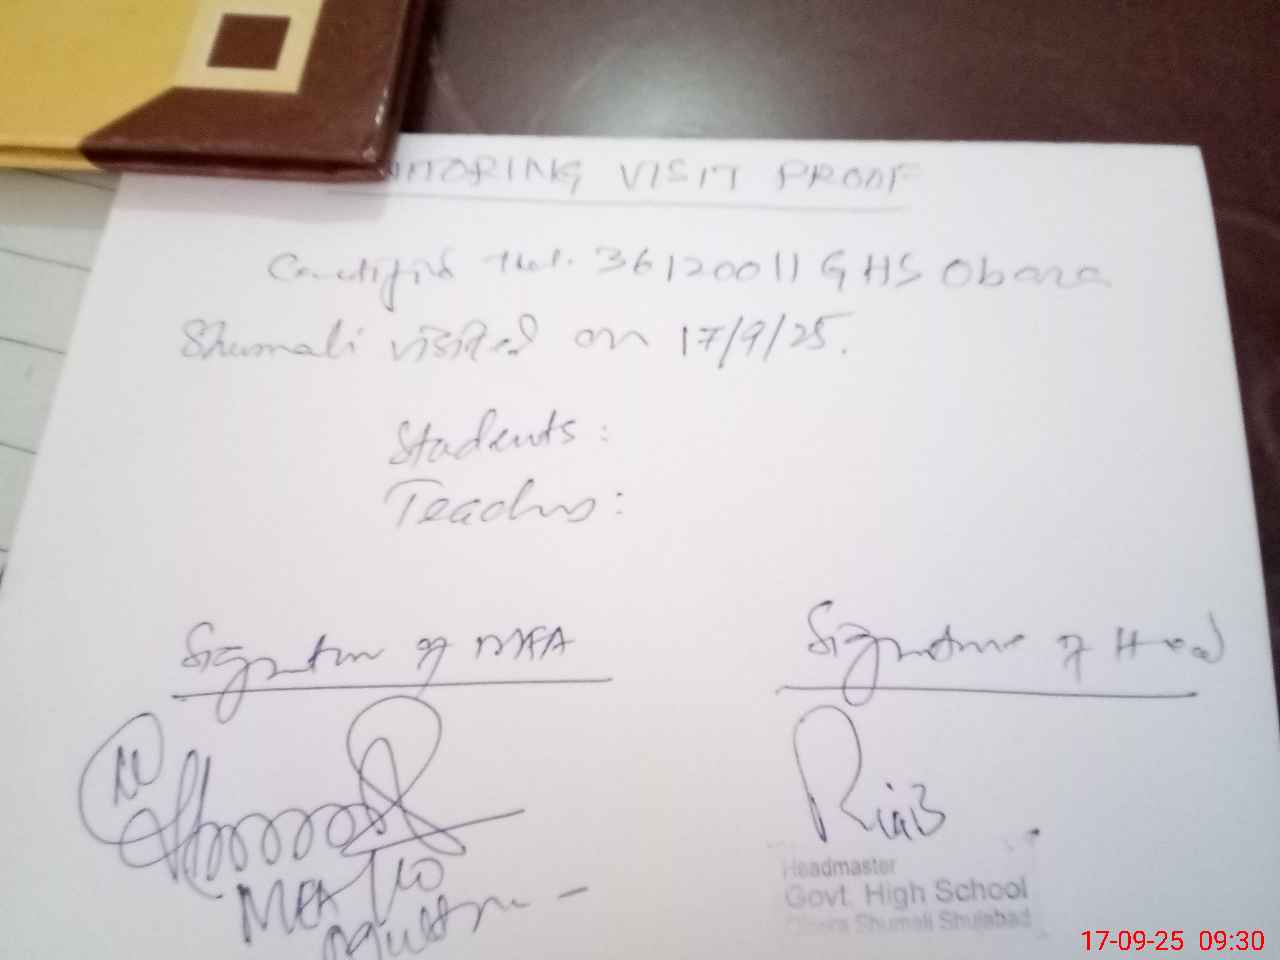 NITORING VISIT PROOF
Certified that. 36120011 GHS Obara
Shumali visited on 17/9/25.
Students:
Teachers:
Signature of MEA
Signature of Head
MEA
Multan
Headmaster
Govt. High School
Obara Shumali Shujabad
17-09-25 09:30